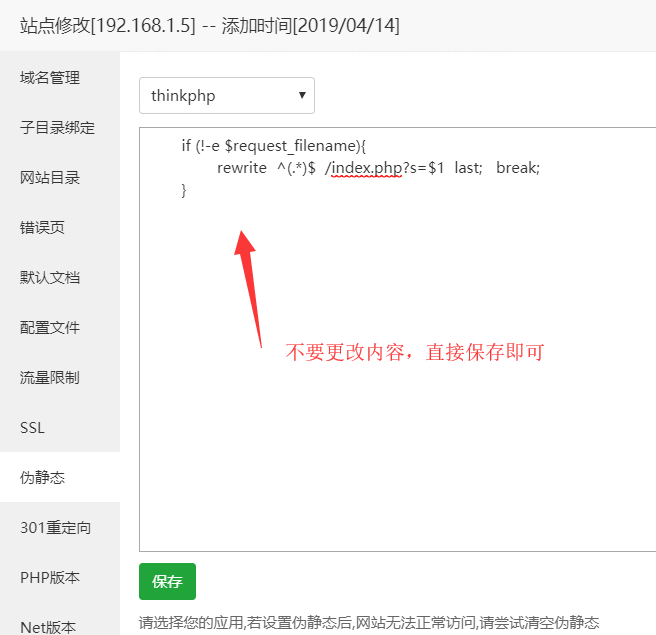 站点修改[192.168.1.5] -- 添加时间[2019/04/14]
域名管理
子目录绑定
网站目录
错误页
默认文档
配置文件
流量限制
SSL
伪静态
301重定向
PHP版本
Net版本
thinkphp
if (!-e $request_filename){
rewrite ^(.*)$ /index.php?s=$1 last; break;
}
不要更改内容，直接保存即可
保存
请选择您的应用,若设置伪静态后,网站无法正常访问,请尝试清空伪静态